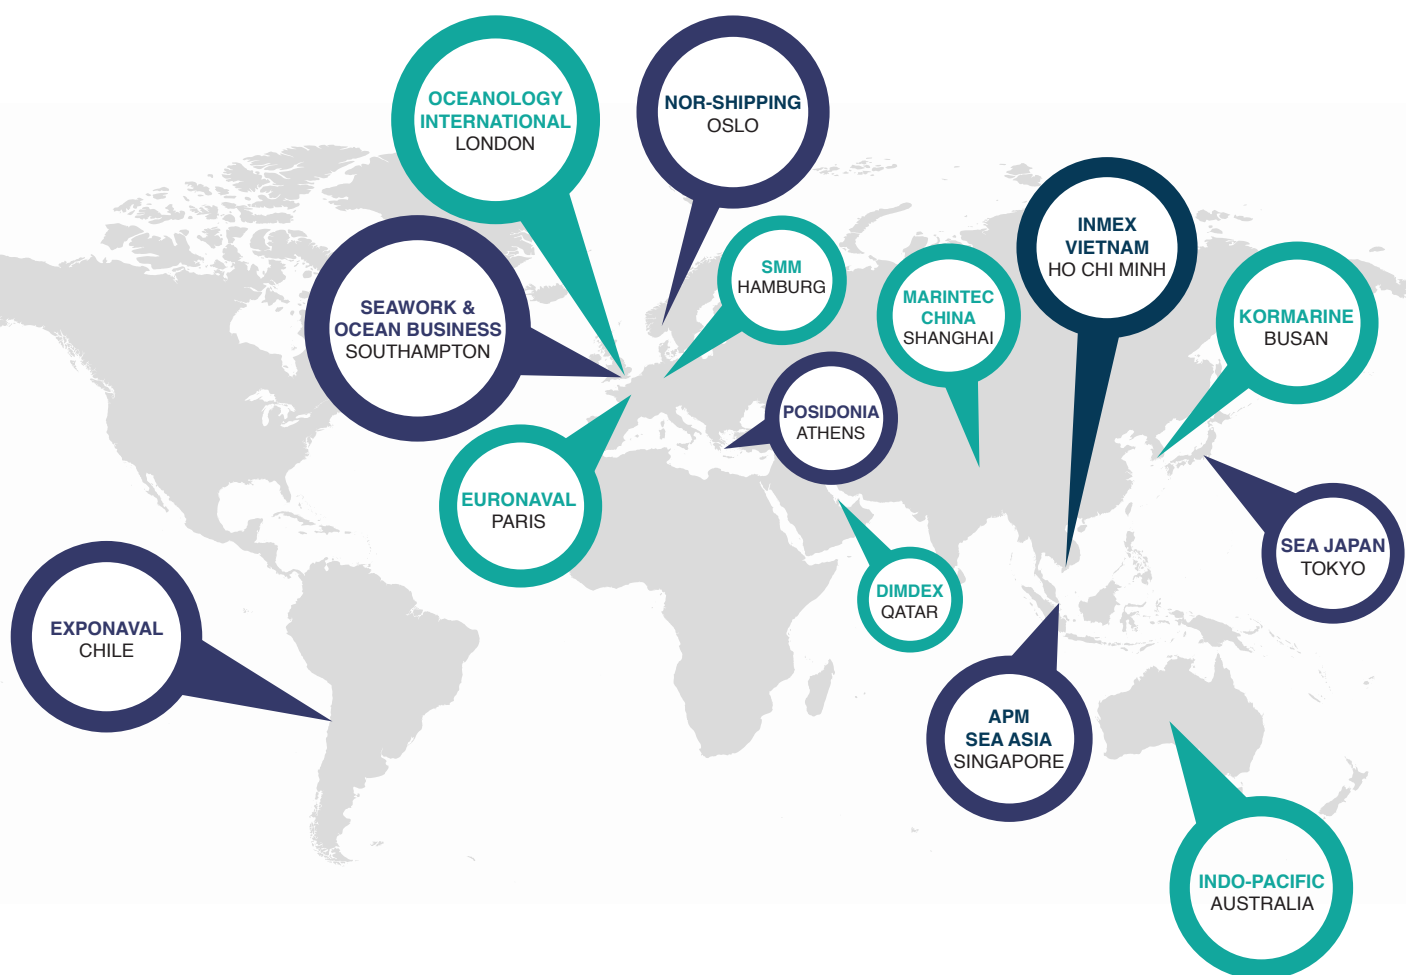 OCEANOLOGY
INTERNATIONAL
LONDON
NOR-SHIPPING
OSLO
SEAWORK &
OCEAN BUSINESS
SOUTHAMPTON
SMM
HAMBURG
MARINTEC
CHINA
SHANGHAI
INMEX
VIETNAM
HO CHI MINH
KORMARINE
BUSAN
POSIDONIA
ATHENS
EURONAVAL
PARIS
DIMDEX
QATAR
SEA JAPAN
TOKYO
EXPONAVAL
CHILE
APM
SEA ASIA
SINGAPORE
INDO-PACIFIC
AUSTRALIA